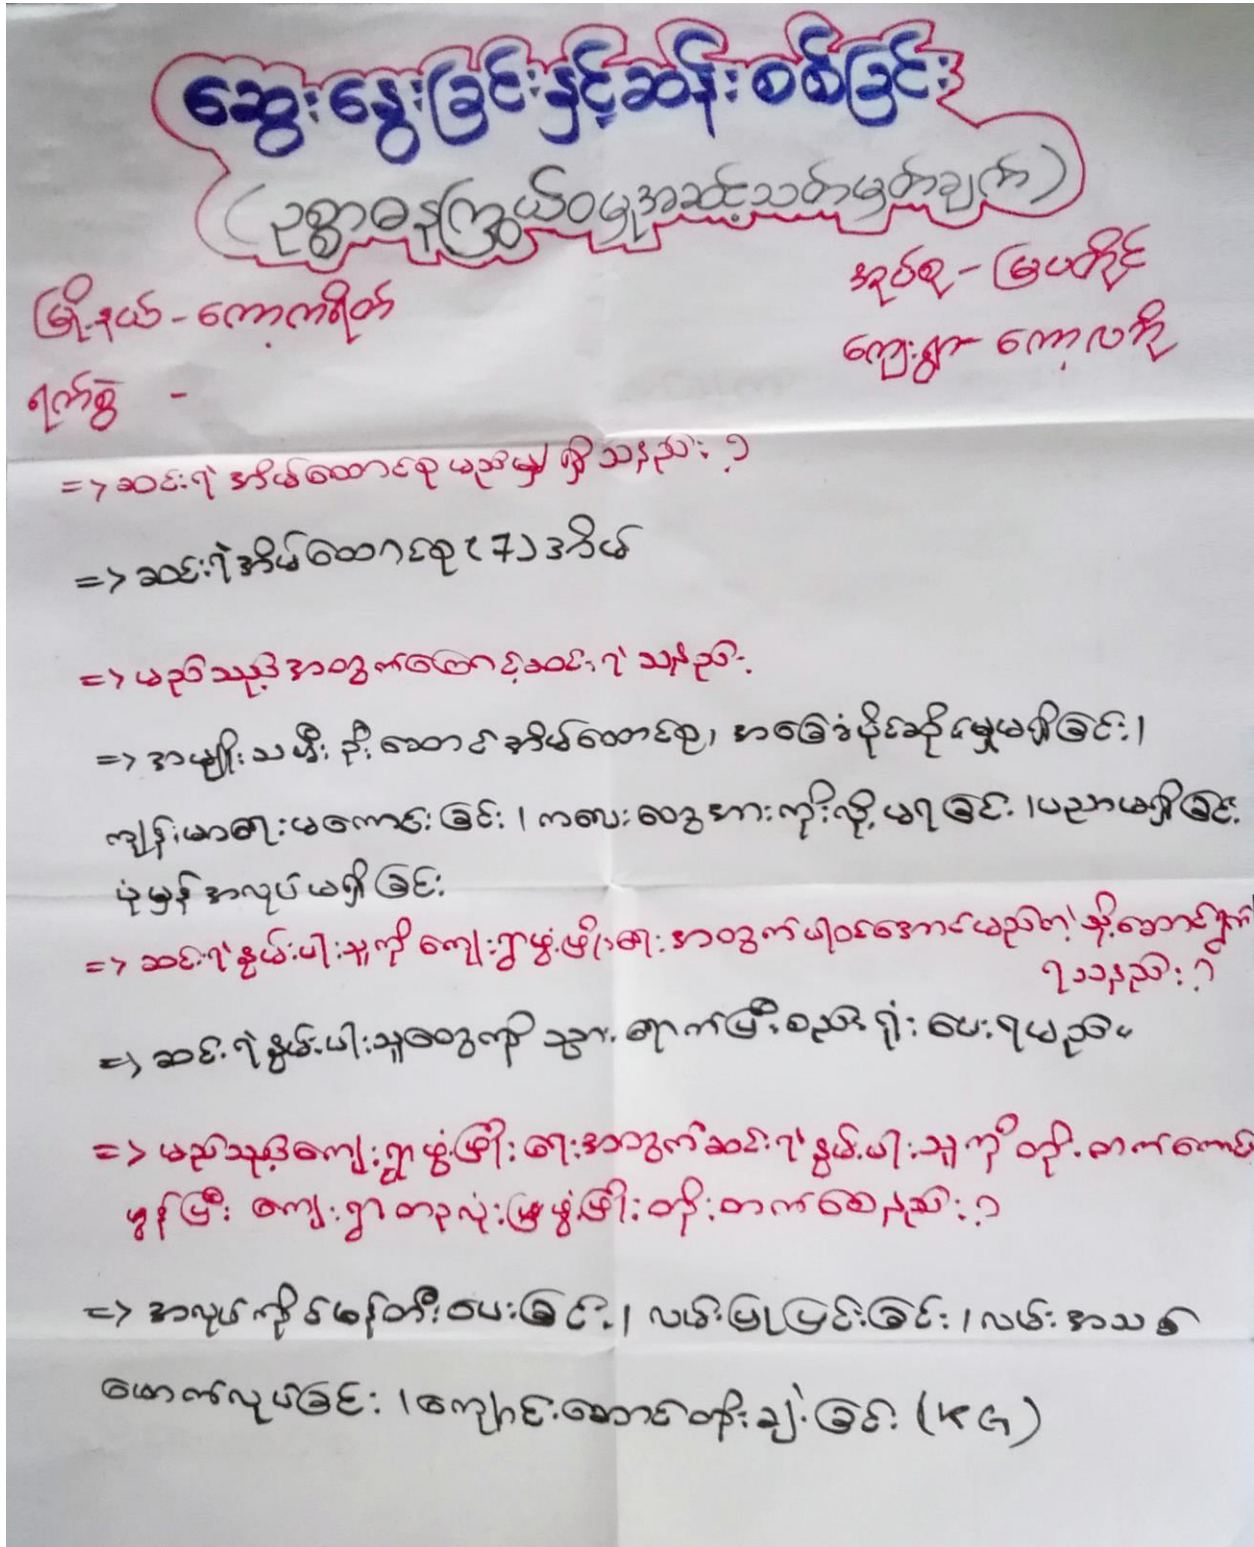 ဆွေးနွေးခြင်းနှင့်ဆန်းစစ်ခြင်း
(ဥစ္စာဓနကြွယ်ဝမှုအဆင့်သတ်မှတ်ချက်)
မြို့နယ် - ကော့ကရိတ်
အုပ်စု - မြပတိုင်
ရက်စွဲ -
ကျေးရွာ - ကော့လဘို့
=> ဆင်းရဲအိမ်ထောင်စုမည်မျှရှိသနည်း?
=> ဆင်းရဲအိမ်ထောင်စု (7) အိမ်
=> မည်သည့်အတွက်ကြောင့်ဆင်းရဲသနည်း
=> အမျိုးသမီးဦးဆောင်အိမ်ထောင်စု၊ အခြေခံပိုင်ဆိုင်မှုမရှိခြင်း၊
ကျန်းမာရေးမကောင်းခြင်း၊ ကလေးတွေအားကိုးလို့မရခြင်း၊ ပညာမရှိခြင်း
ပုံမှန်အလုပ်မရှိခြင်း
=> ဆင်းရဲနွမ်းပါးသူကိုကျေးရွာဖွံ့ဖြိုးရေးအတွက်ပါဝင်အောင်မည်ကဲ့သို့ဆောင်ရွက်
ရသနည်း?
=> ဆင်းရဲနွမ်းပါးသူတွေကို သွားရောက်ပြီးစည်းရုံးပေးရမည်။
=> မည်သည့်ကျေးရွာဖွံ့ဖြိုးရေးအတွက်ဆင်းရဲနွမ်းပါးသူကိုတိုးတက်ကောင်း
မွန်ပြီး ကျေးရွာတခုလုံးမှဖွံ့ဖြိုးတိုးတက်စေနည်း?
=> အလုပ်အကိုင်ဖန်တီးပေးခြင်း၊ လမ်းပြုပြင်ခြင်း၊ လမ်းအသစ်
ဖောက်လုပ်ခြင်း၊ ကျောင်းဆောင်တိုးချဲ့ခြင်း (KG)